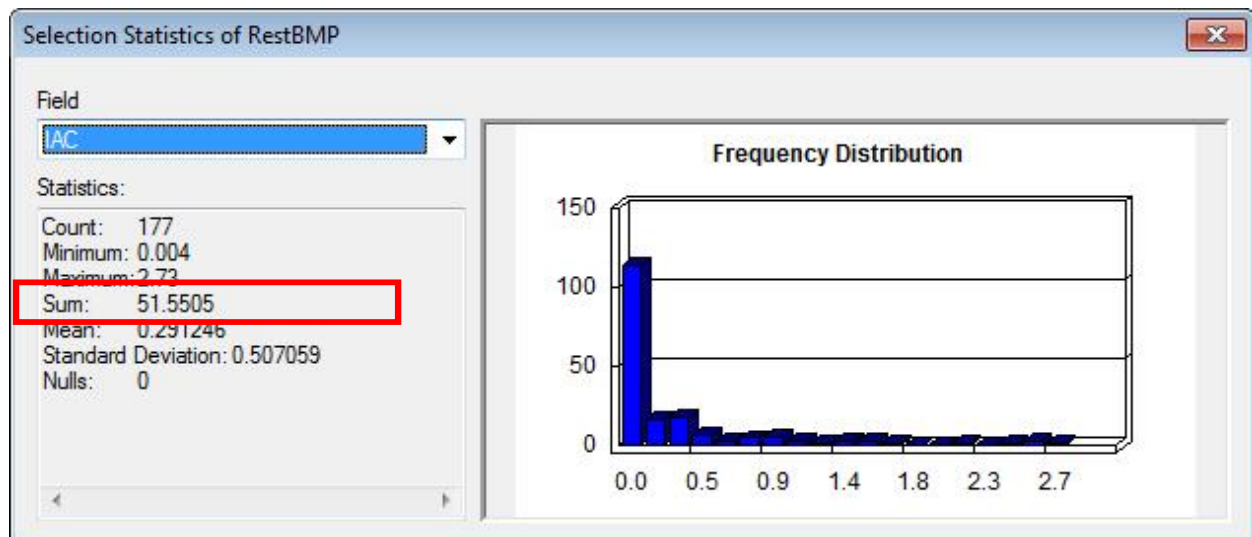 Selection Statistics of RestBMP
Field
IAC
Statistics:
Count: 177
Minimum: 0.004
Maximum: 2.73
Sum: 51.5505
Mean: 0.291246
Standard Deviation: 0.507059
Nulls: 0
Frequency Distribution
150
100
50
0
0.0 0.5 0.9 1.4 1.8 2.3 2.7